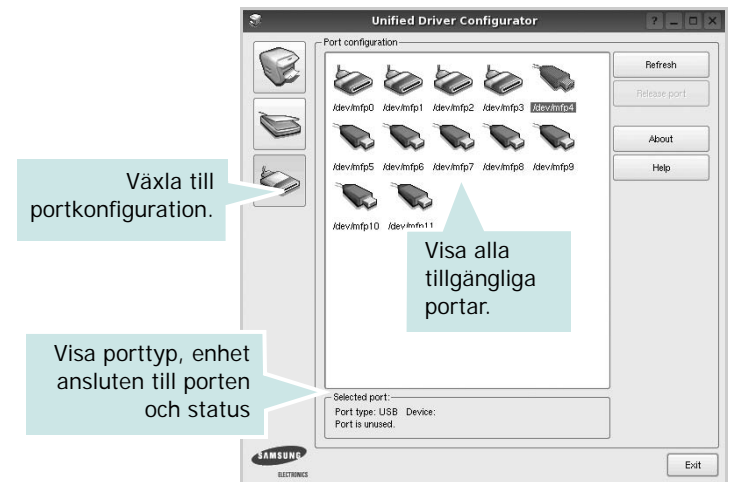 Unified Driver Configurator
Port configuration
/dev/mfp0 /dev/mfp1 /dev/mfp2 /dev/mfp3 /dev/mfp4
/dev/mfp5 /dev/mfp6 /dev/mfp7 /dev/mfp8 /dev/mfp9
/dev/mfp10 /dev/mfp11
Refresh
Release port
About
Help
Växla till
portkonfiguration.
Visa alla
tillgängliga
portar.
Visa porttyp, enhet
ansluten till porten
och status
Selected port:
Port type: USB Device:
Port is unused.
SAMSUNG
ELECTRONICS
Exit